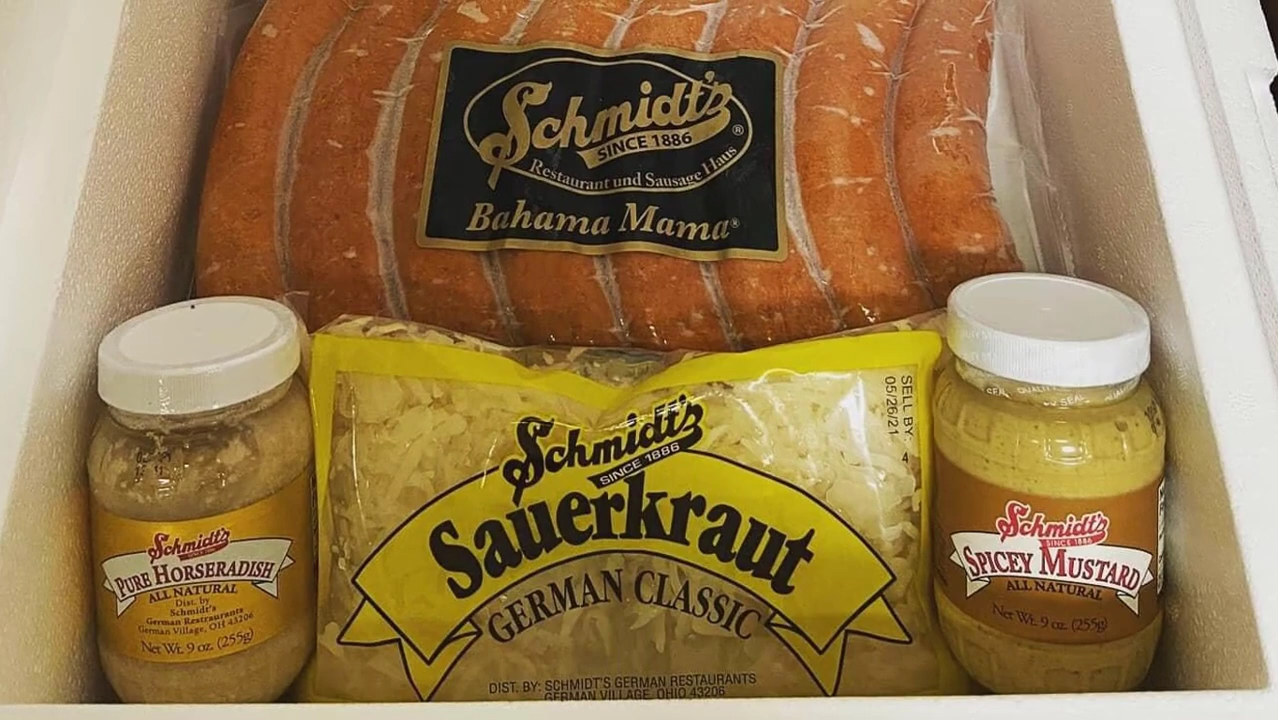 Schmidt's®
SINCE 1886
Restaurant und Sausage Haus
Bahama Mama®
Schmidt's
SINCE 1886
Sauerkraut
GERMAN CLASSIC
DIST. BY: SCHMIDT'S GERMAN RESTAURANTS
GERMAN VILLAGE, OHIO 43206
SELL BY: 4
05/26/21
Schmidt's
PURE HORSERADISH
ALL NATURAL
Dist. by
Schmidt's
German Restraurants
German Village, OH 43206
Net Wt. 9 oz. (255g)
Schmidt's
SINCE 1886
SPICEY MUSTARD
ALL NATURAL
Net Wt. 9 oz. (255g)